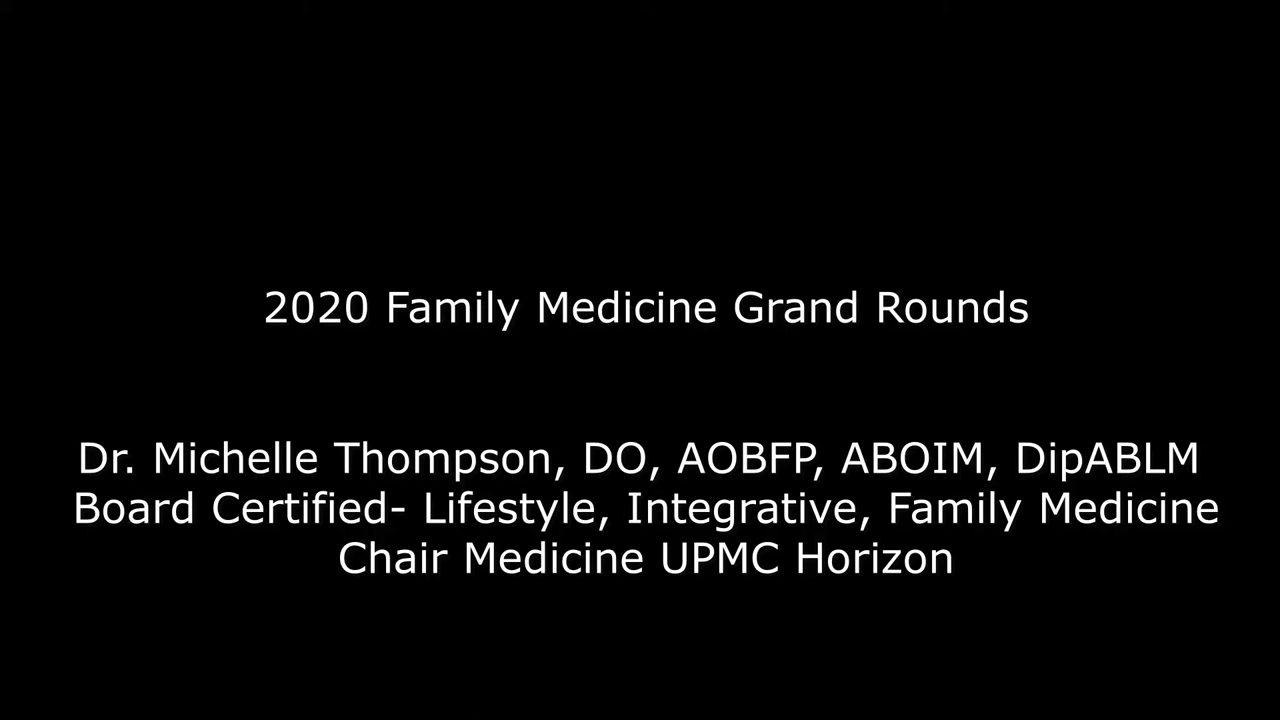 2020 Family Medicine Grand Rounds
Dr. Michelle Thompson, DO, AOBFP, ABOIM, DipABLM
Board Certified- Lifestyle, Integrative, Family Medicine
Chair Medicine UPMC Horizon